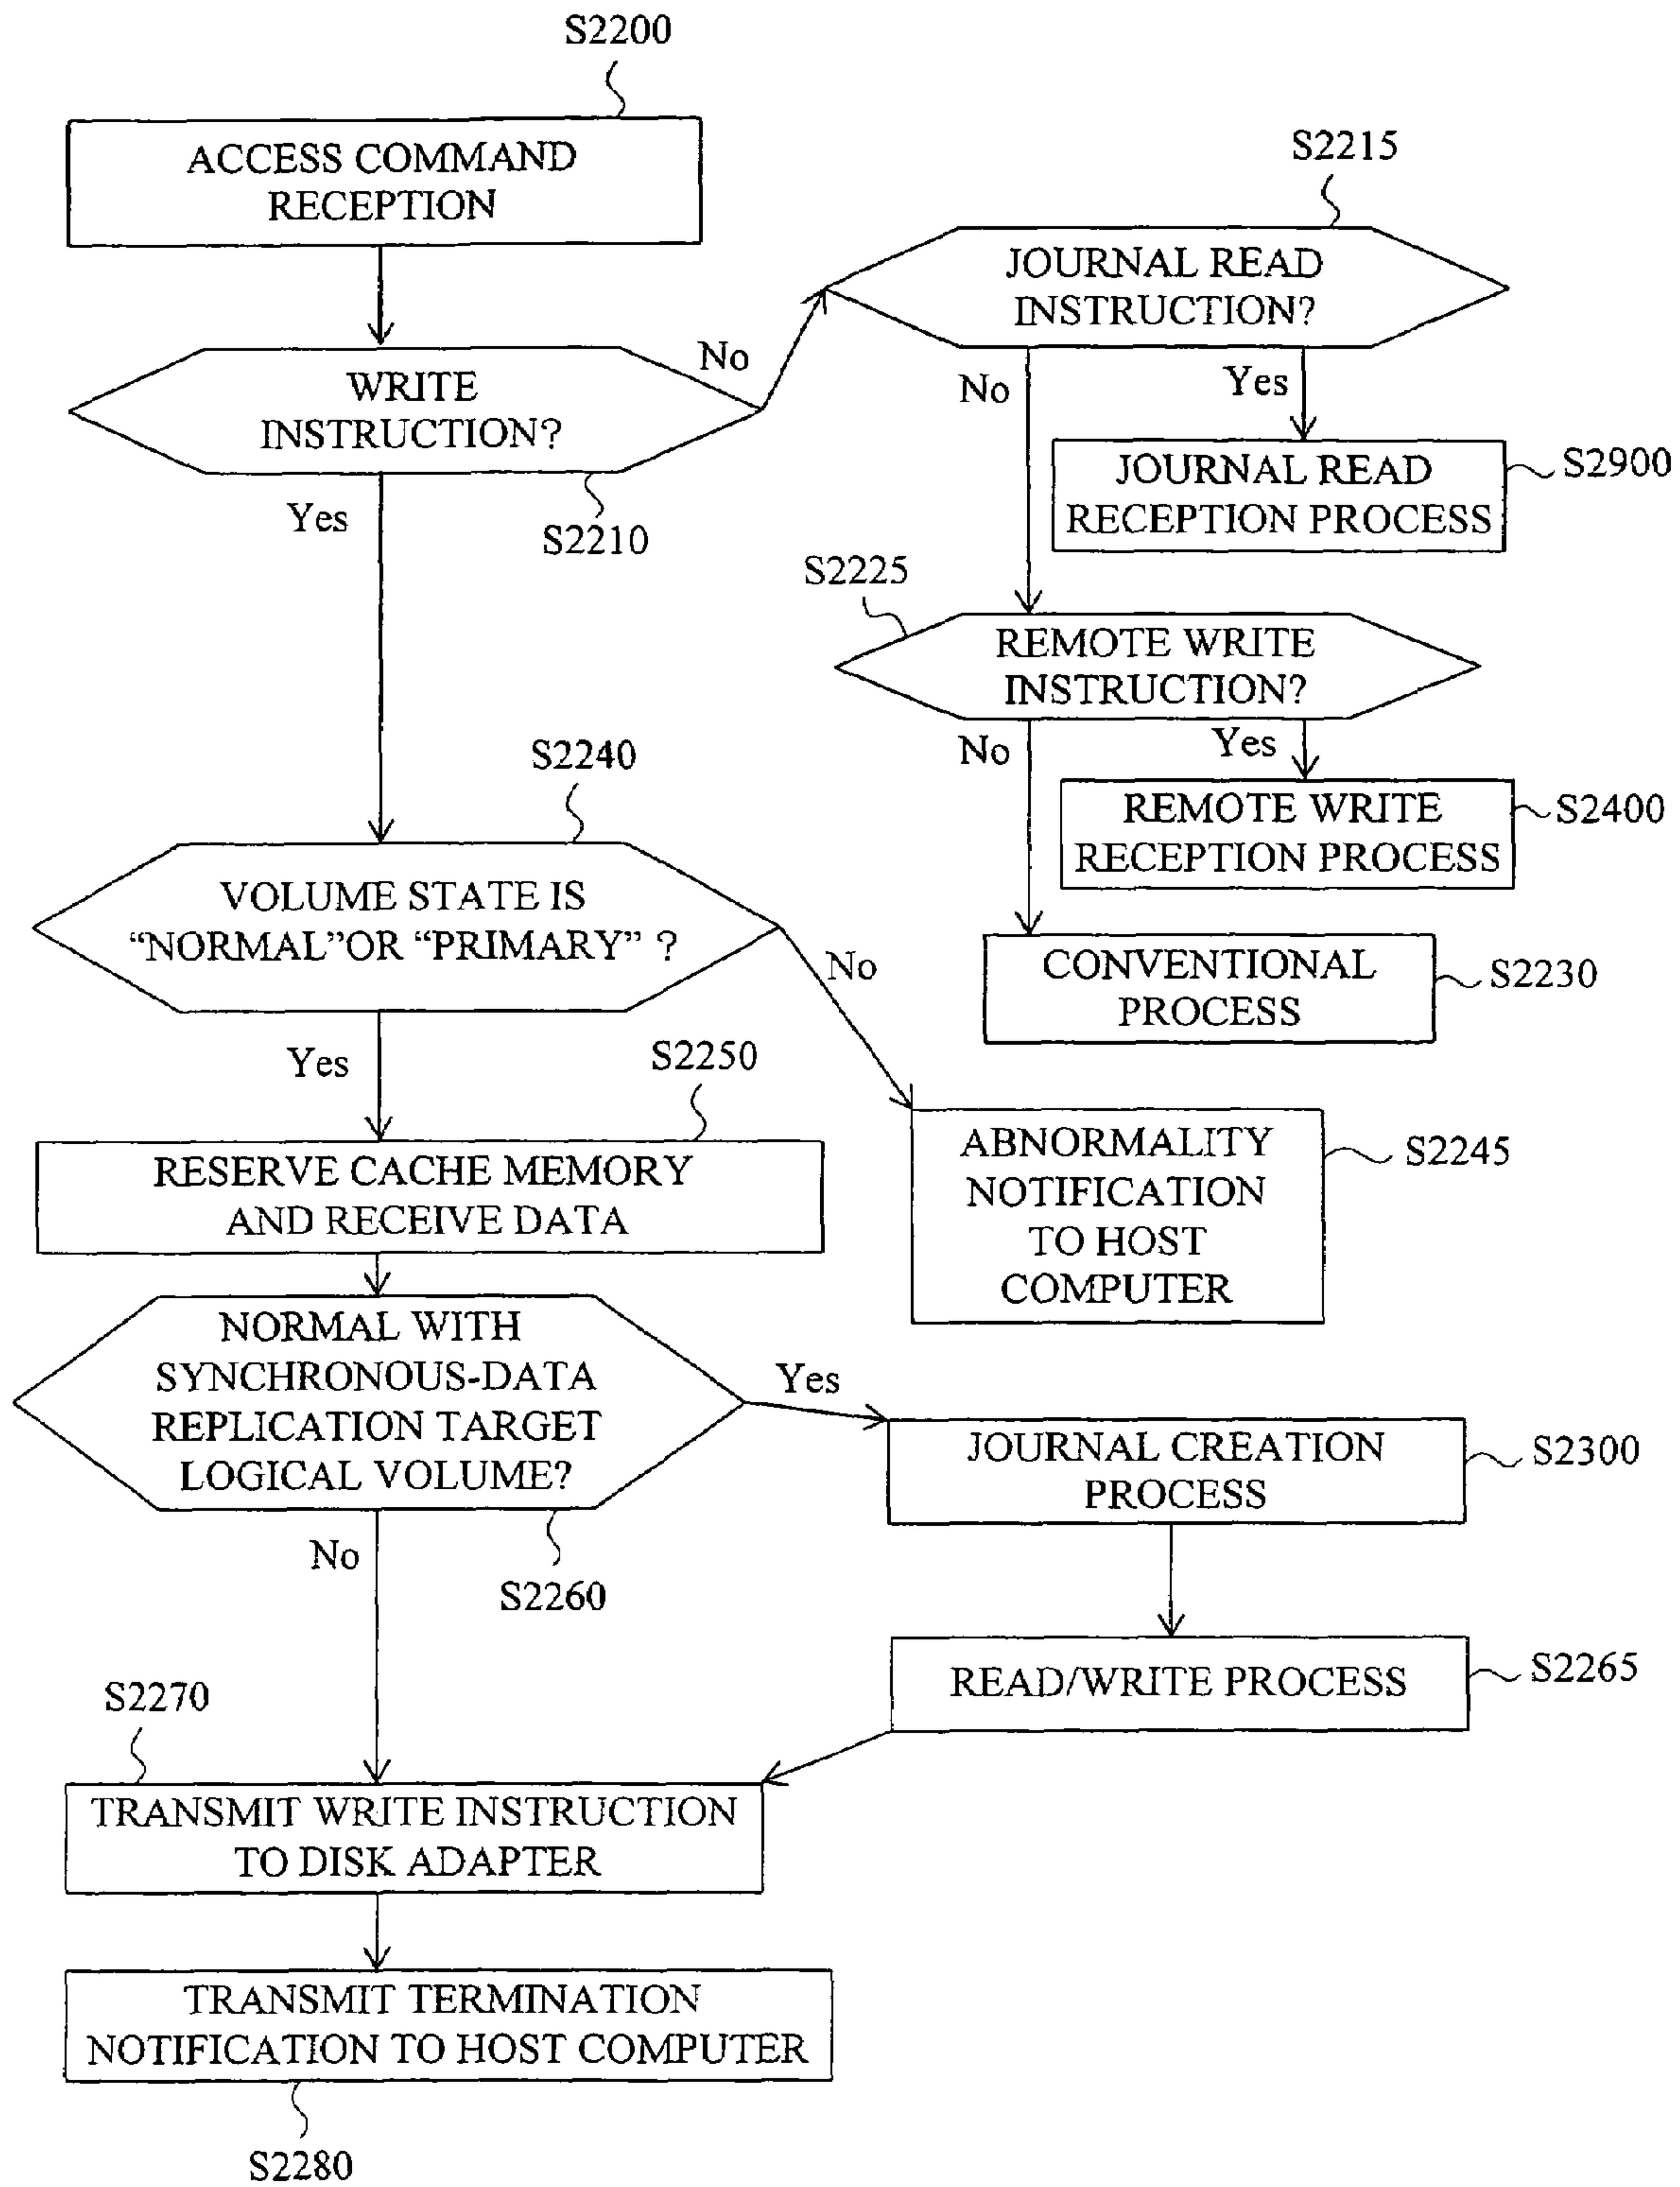 S2200
ACCESS COMMAND
RECEPTION
S2215
JOURNAL READ
INSTRUCTION?
No
WRITE
INSTRUCTION?
No
Yes
JOURNAL READ
RECEPTION PROCESS
S2900
Yes
S2210
S2225
REMOTE WRITE
INSTRUCTION?
No
Yes
S2240
REMOTE WRITE
RECEPTION PROCESS
S2400
VOLUME STATE IS
“NORMAL”OR “PRIMARY” ?
No
CONVENTIONAL
PROCESS
S2230
Yes
S2250
RESERVE CACHE MEMORY
AND RECEIVE DATA
ABNORMALITY
NOTIFICATION
TO HOST
COMPUTER
S2245
NORMAL WITH
SYNCHRONOUS-DATA
REPLICATION TARGET
LOGICAL VOLUME?
Yes
JOURNAL CREATION
PROCESS
S2300
No
S2260
READ/WRITE PROCESS
S2265
S2270
TRANSMIT WRITE INSTRUCTION
TO DISK ADAPTER
TRANSMIT TERMINATION
NOTIFICATION TO HOST COMPUTER
S2280